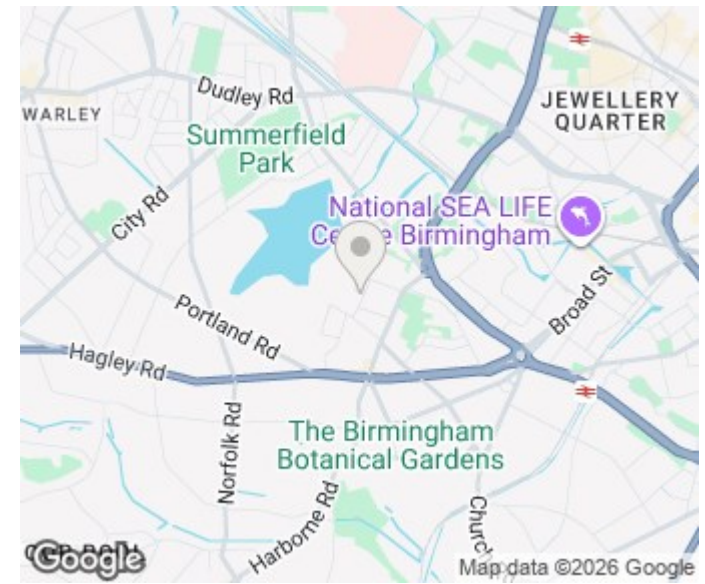 Dudley Rd
WARLEY
JEWELLERY
QUARTER
Summerfield
Park
City Rd
National SEA LIFE
Centre Birmingham
Broad St
Portland Rd
Hagley Rd
Norfolk Rd
The Birmingham
Botanical Gardens
Harborne Rd
Google
Map data ©2026 Google